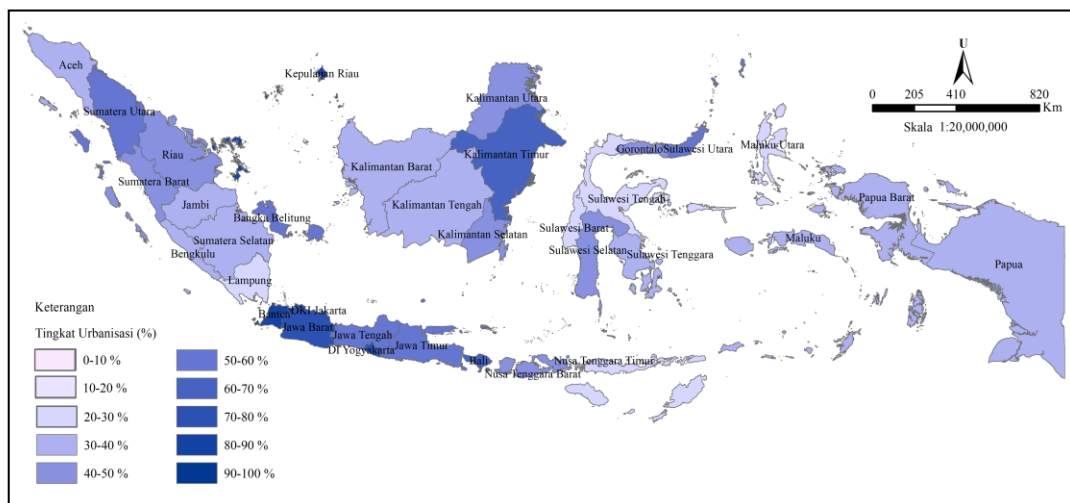 Aceh
Sumatera Utara
Riau
Kepulauan Riau
Sumatera Barat
Jambi
Bangka Belitung
Sumatera Selatan
Bengkulu
Lampung
Banten
DKI Jakarta
Jawa Barat
Jawa Tengah
DI Yogyakarta
Jawa Timur
Bali
Nusa Tenggara Barat
Nusa Tenggara Timur
Kalimantan Utara
Kalimantan Timur
Kalimantan Barat
Kalimantan Tengah
Kalimantan Selatan
Gorontalo
Sulawesi Utara
Sulawesi Tengah
Sulawesi Barat
Sulawesi Selatan
Sulawesi Tenggara
Maluku Utara
Maluku
Papua Barat
Papua
U
0 205 410 820
Km
Skala 1:20,000,000
Keterangan
Tingkat Urbanisasi (%)
0-10 %
10-20 %
20-30 %
30-40 %
40-50 %
50-60 %
60-70 %
70-80 %
80-90 %
90-100 %